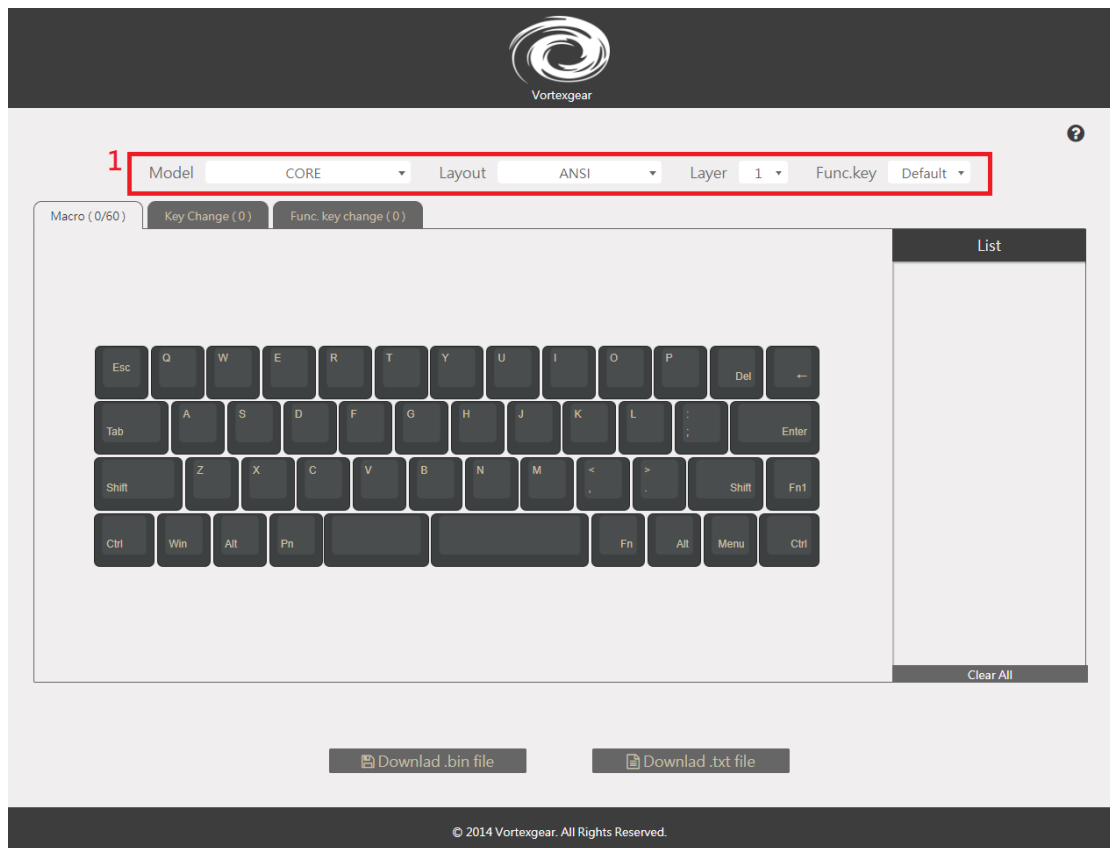 Vortexgear
1
Model CORE Layout ANSI Layer 1 Func.key Default
Macro ( 0/60 ) Key Change ( 0 ) Func. key change ( 0 )
List
Esc Q W E R T Y U I O P Del ←
Tab A S D F G H J K L : ; Enter
Shift Z X C V B N M < , > . Shift Fn1
Ctrl Win Alt Pn Fn Alt Menu Ctrl
Clear All
Downlad .bin file Downlad .txt file
© 2014 Vortexgear. All Rights Reserved.